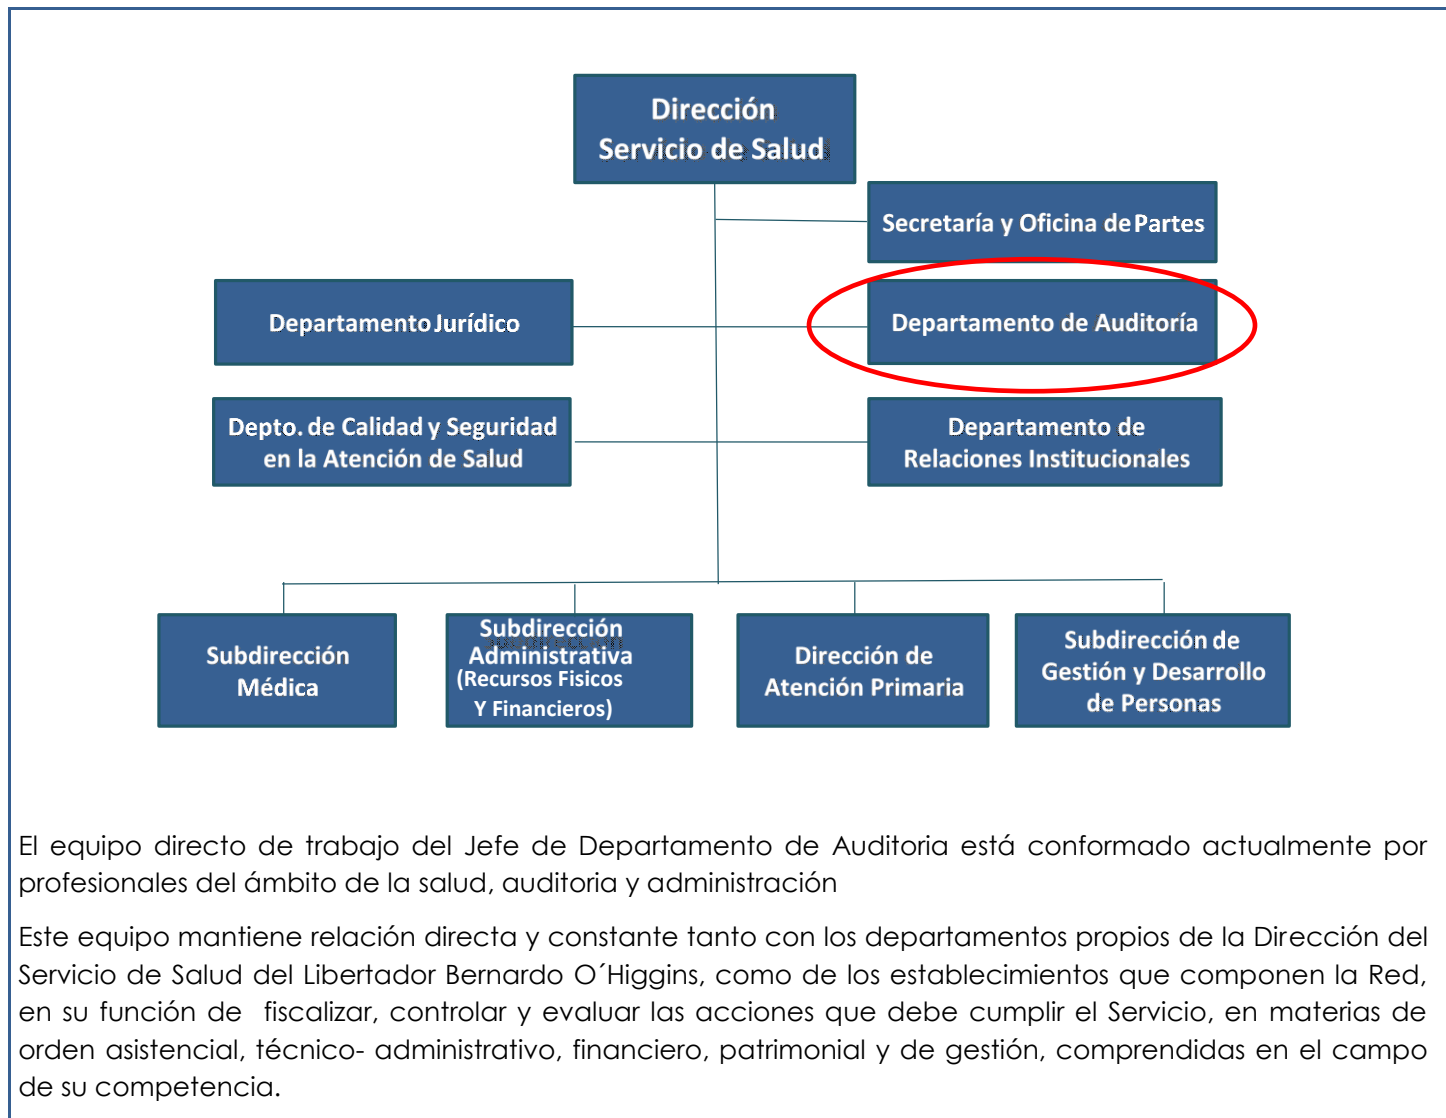 Dirección
Servicio de Salud
Secretaría y Oficina de Partes
Departamento Jurídico
Departamento de Auditoría
Depto. de Calidad y Seguridad
en la Atención de Salud
Departamento de
Relaciones Institucionales
Subdirección
Médica
Subdirección
Administrativa
(Recursos Fisicos
Y Financieros)
Dirección de
Atención Primaria
Subdirección de
Gestión y Desarrollo
de Personas
El equipo directo de trabajo del Jefe de Departamento de Auditoria está conformado actualmente por
profesionales del ámbito de la salud, auditoria y administración
Este equipo mantiene relación directa y constante tanto con los departamentos propios de la Dirección del
Servicio de Salud del Libertador Bernardo O´Higgins, como de los establecimientos que componen la Red,
en su función de fiscalizar, controlar y evaluar las acciones que debe cumplir el Servicio, en materias de
orden asistencial, técnico- administrativo, financiero, patrimonial y de gestión, comprendidas en el campo
de su competencia.